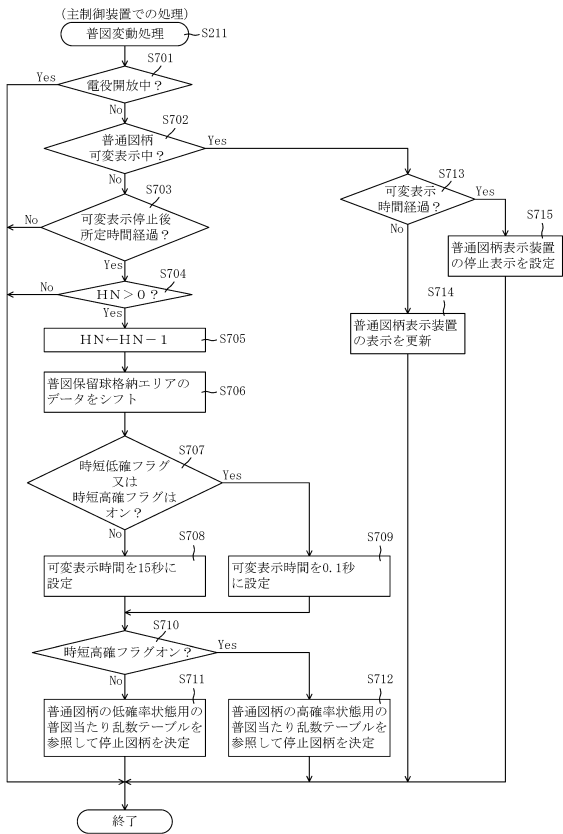 (主制御装置での処理)
普図変動処理
S211
S701
電役開放中？
Yes
No
S702
普通図柄
可変表示中？
Yes
No
S703
可変表示停止後
所定時間経過？
No
Yes
S704
HN＞0？
No
Yes
HN←HN－1
S705
普図保留球格納エリアの
データをシフト
S706
S707
時短低確フラグ
又は
時短高確フラグは
オン？
Yes
No
S708
可変表示時間を15秒に
設定
S709
可変表示時間を0.1秒
に設定
S710
時短高確フラグオン？
Yes
No
S711
普通図柄の低確率状態用の
普図当たり乱数テーブルを
参照して停止図柄を決定
S712
普通図柄の高確率状態用の
普図当たり乱数テーブルを
参照して停止図柄を決定
S713
可変表示
時間経過？
Yes
No
S714
普通図柄表示装置
の表示を更新
S715
普通図柄表示装置
の停止表示を設定
終了